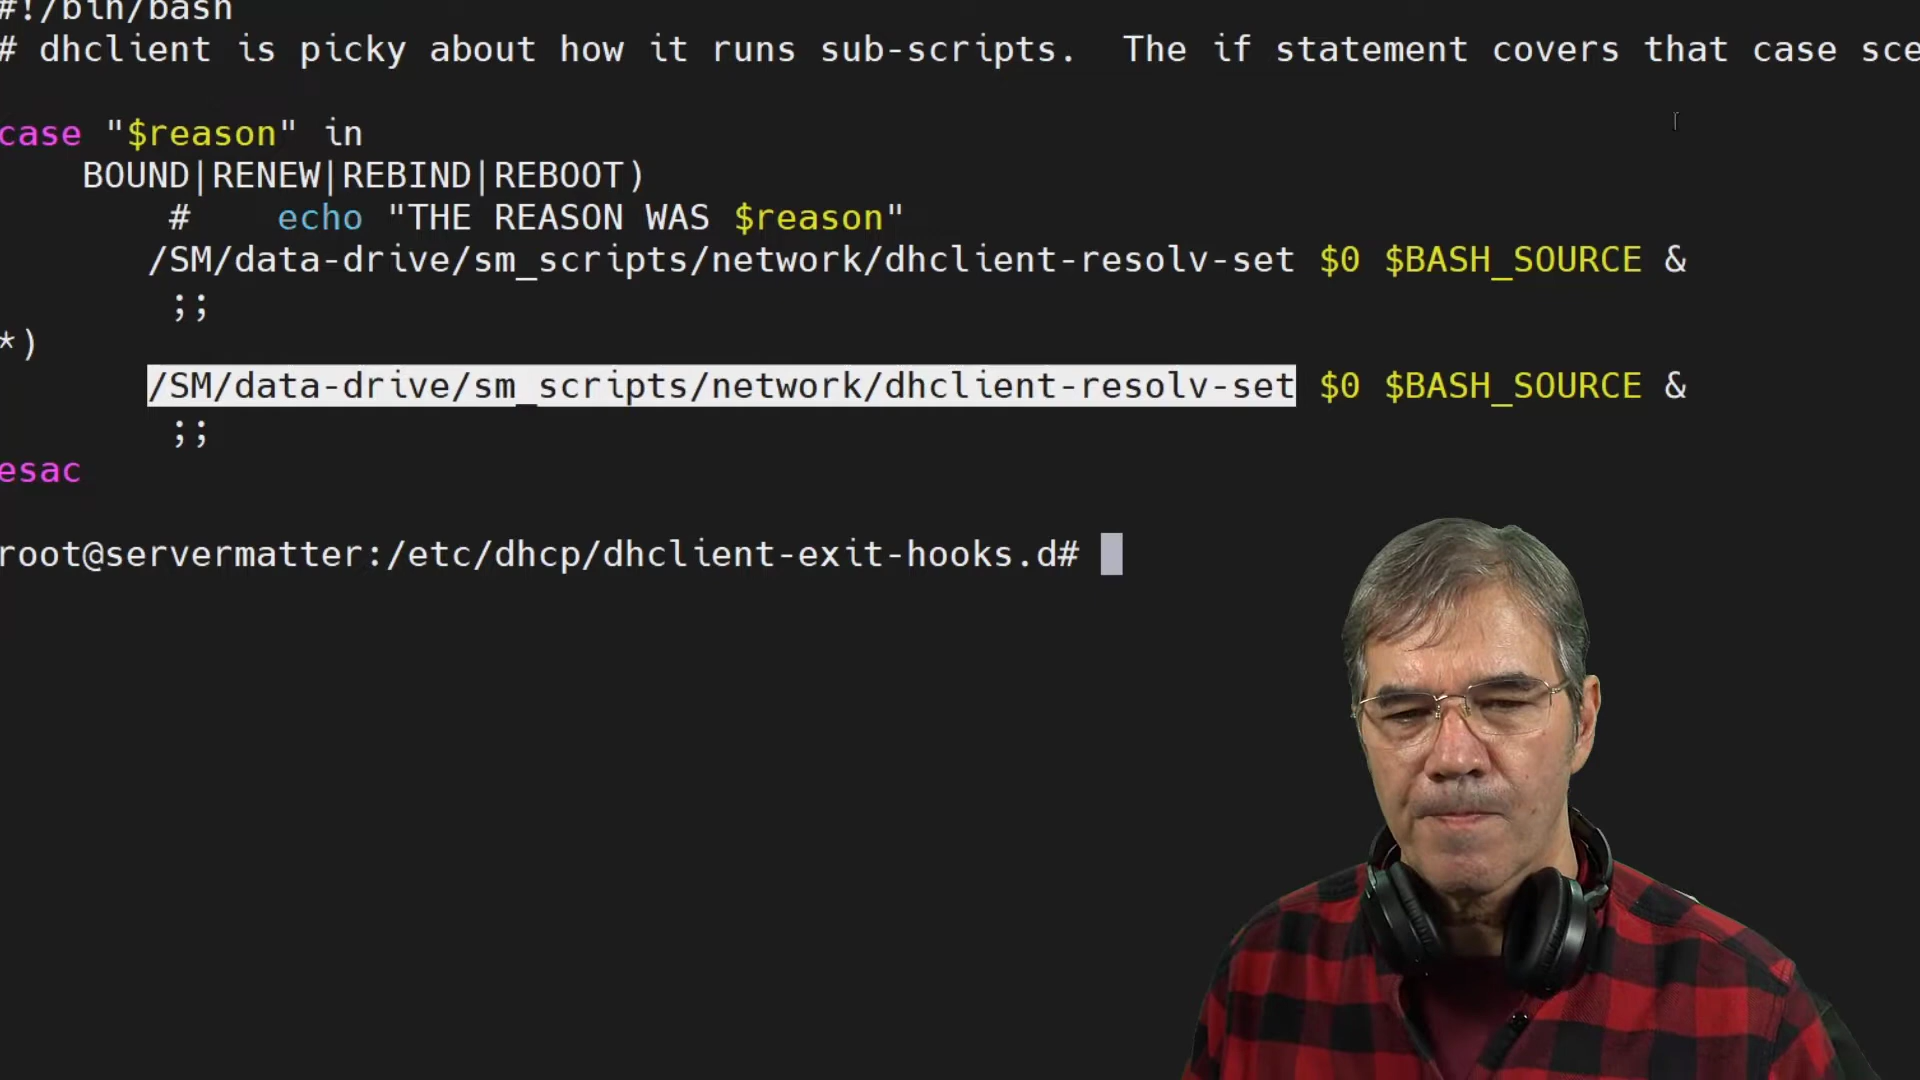 #!/bin/bash
# dhclient is picky about how it runs sub-scripts.  The if statement covers that case sce
case "$reason" in
BOUND|RENEW|REBIND|REBOOT)
#    echo "THE REASON WAS $reason"
/SM/data-drive/sm_scripts/network/dhclient-resolv-set $0 $BASH_SOURCE &
;;
*)
/SM/data-drive/sm_scripts/network/dhclient-resolv-set $0 $BASH_SOURCE &
;;
esac
root@servermatter:/etc/dhcp/dhclient-exit-hooks.d#